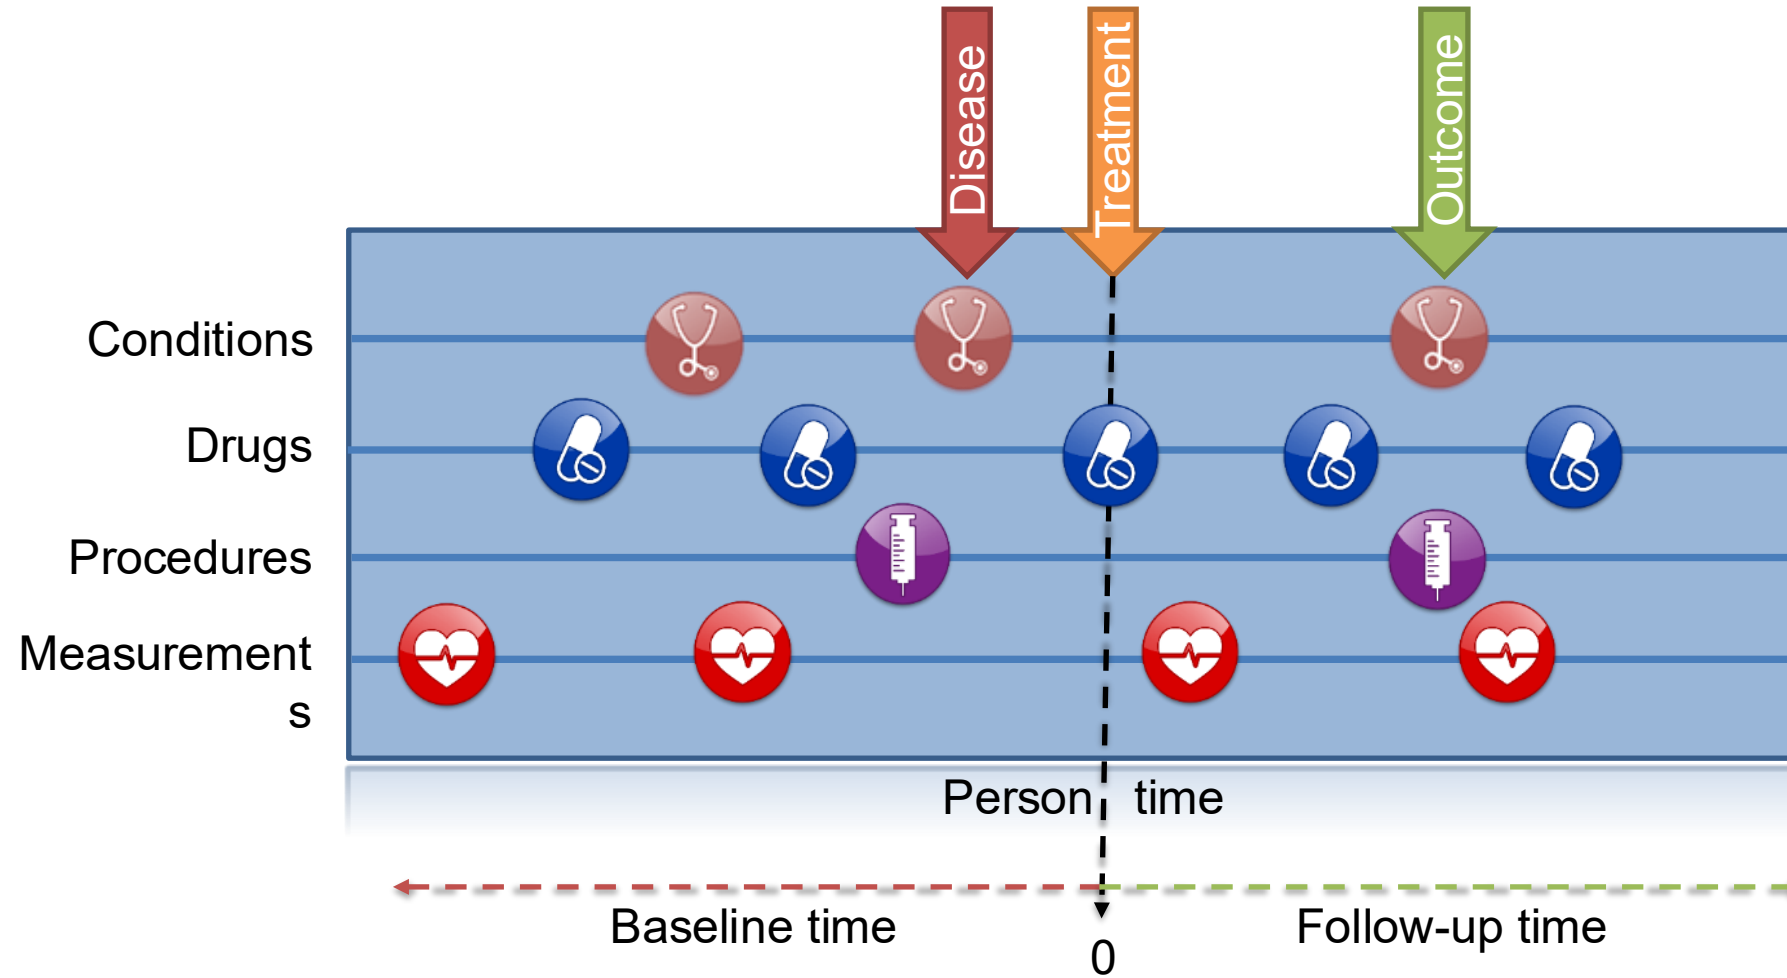 Disease
Treatment
Outcome
Conditions
Drugs
Procedures
Measurement
s
Person time
Baseline time
Follow-up time
0